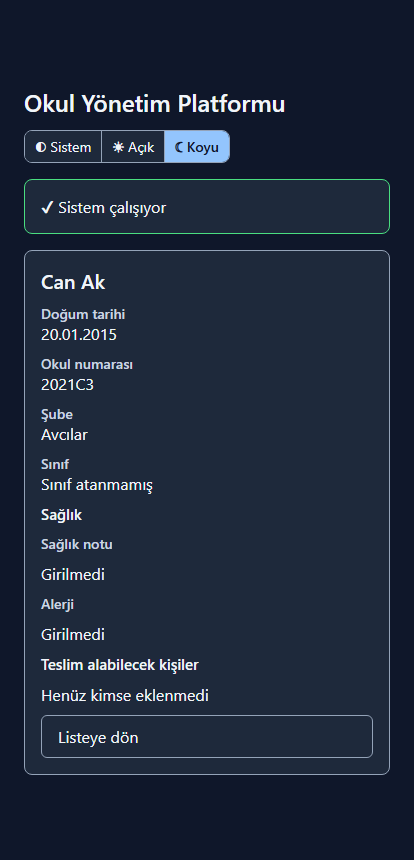 Okul Yönetim Platformu
◐ Sistem ☀ Açık ☾ Koyu
✓ Sistem çalışıyor
Can Ak
Doğum tarihi
20.01.2015
Okul numarası
2021C3
Şube
Avcılar
Sınıf
Sınıf atanmamış
Sağlık
Sağlık notu
Girilmedi
Alerji
Girilmedi
Teslim alabilecek kişiler
Henüz kimse eklenmedi
Listeye dön